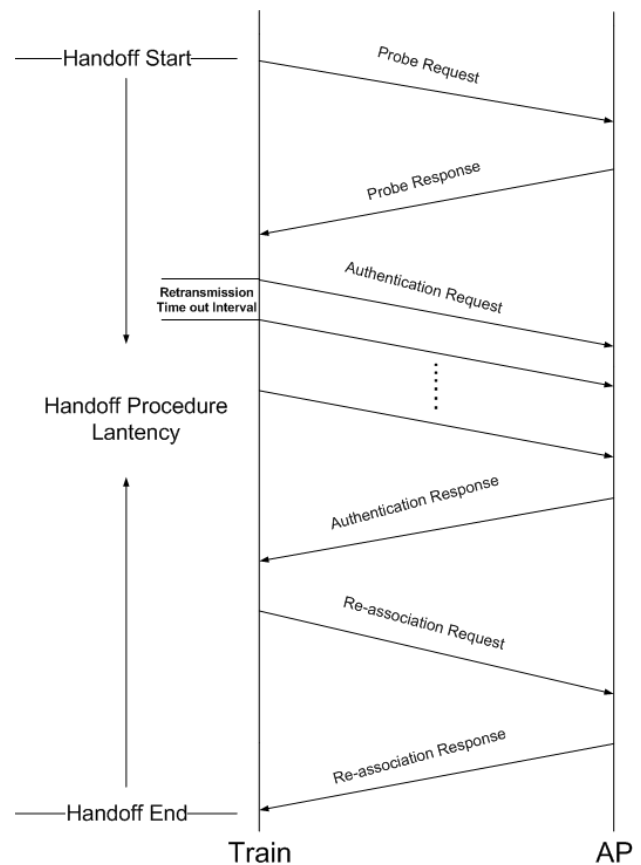 Handoff Start
Probe Request
Probe Response
Authentication Request
Retransmission
Time out Interval
Handoff Procedure
Lantency
Authentication Response
Re-association Request
Re-association Response
Handoff End
Train
AP